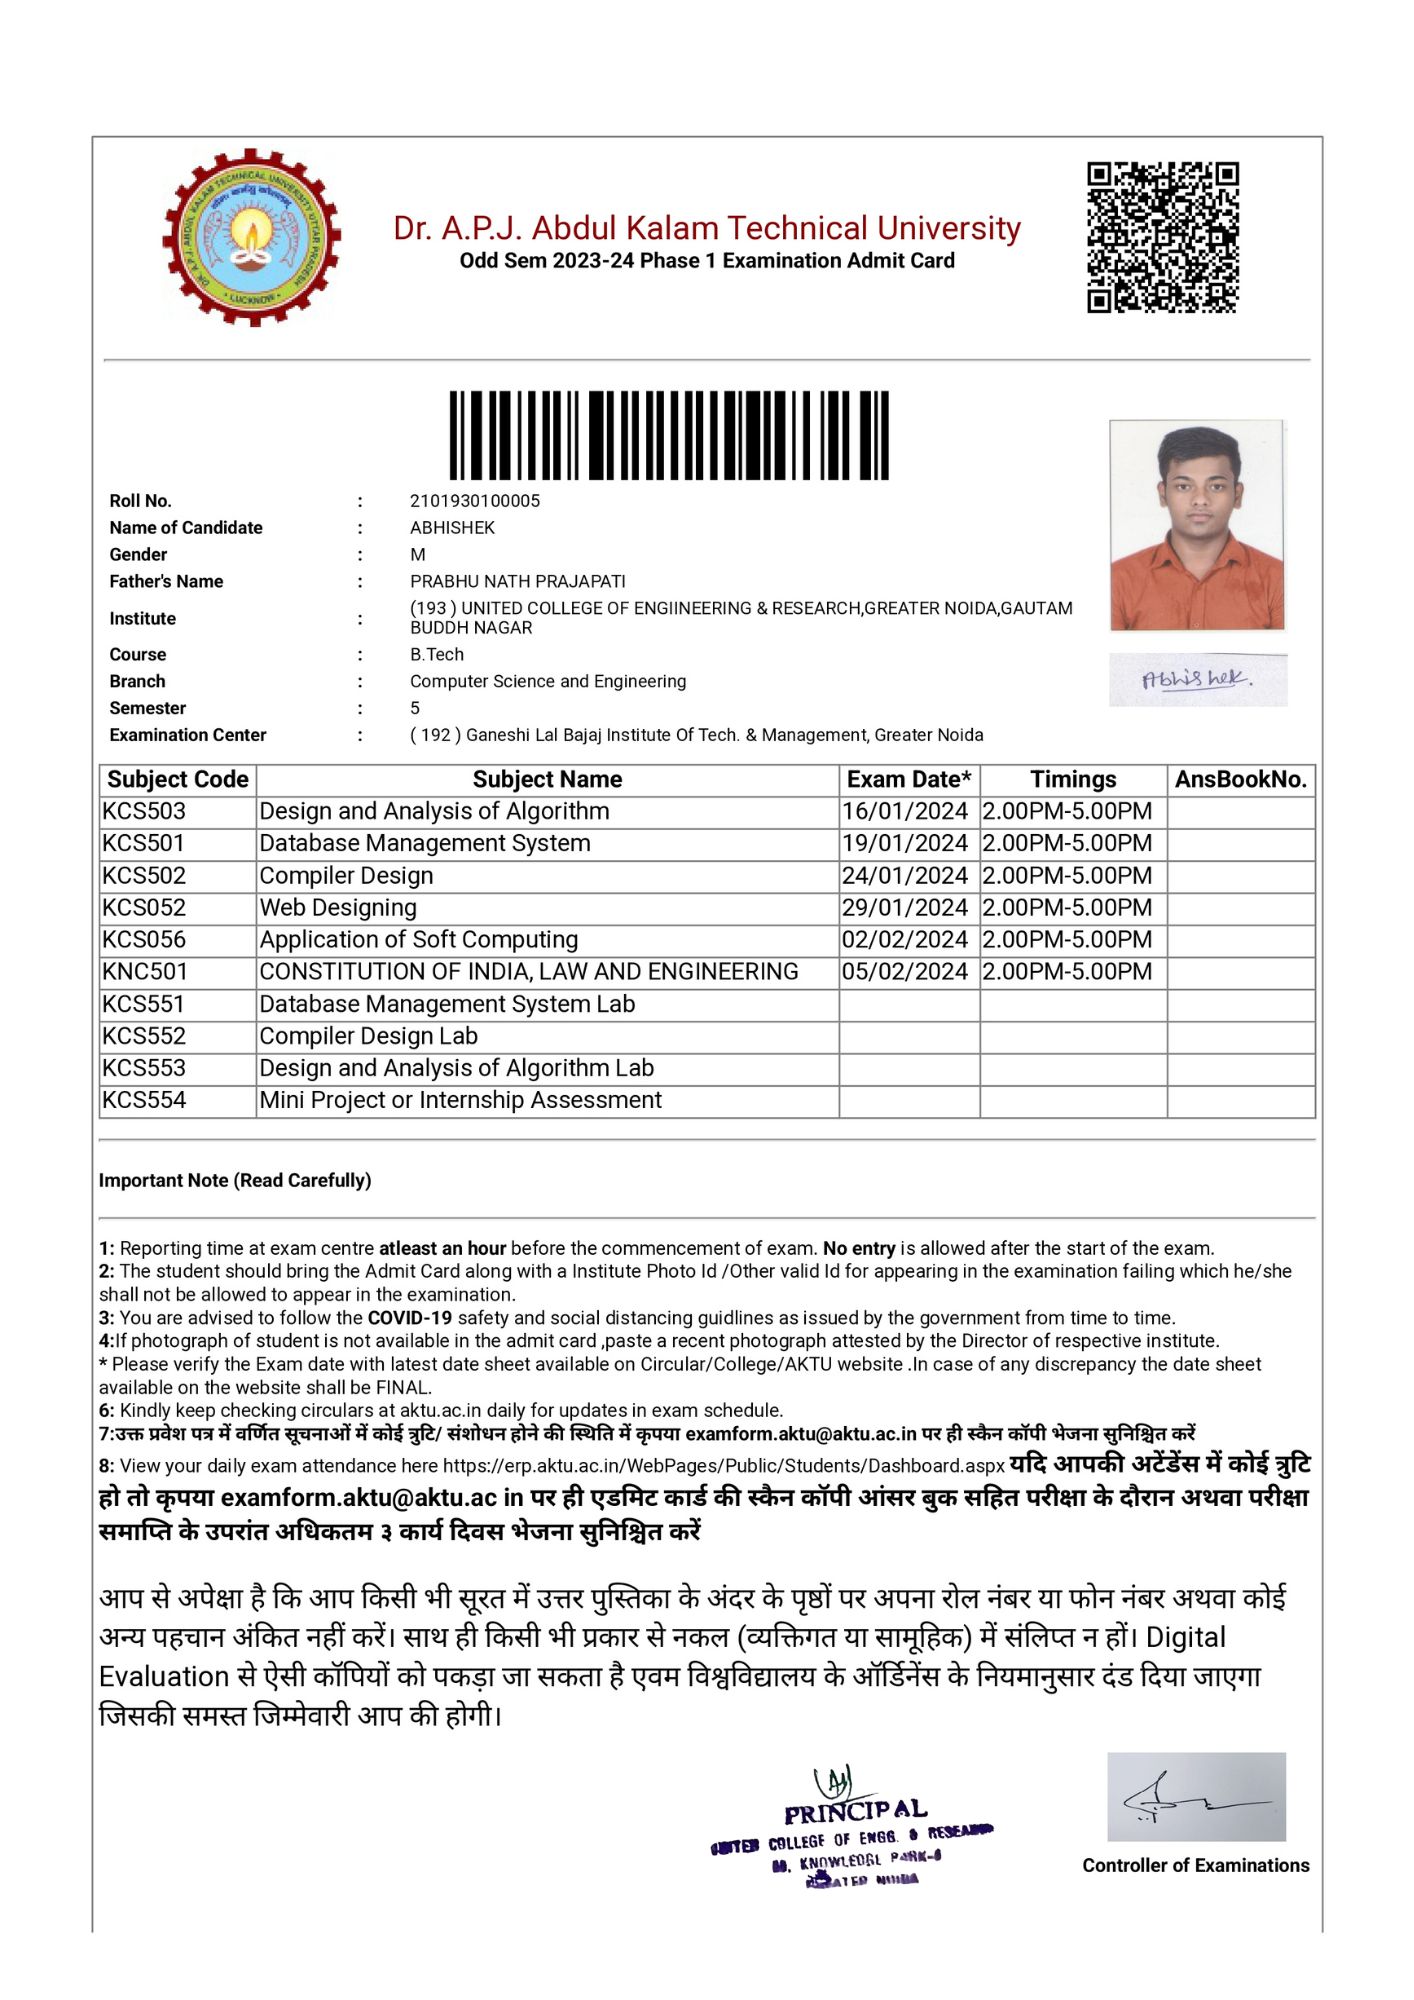 DR. A.P.J. ABDUL KALAM TECHNICAL UNIVERSITY UTTAR PRADESH
• LUCKNOW •
Dr. A.P.J. Abdul Kalam Technical University
Odd Sem 2023-24 Phase 1 Examination Admit Card
Roll No. : 2101930100005
Name of Candidate : ABHISHEK
Gender : M
Father's Name : PRABHU NATH PRAJAPATI
Institute : (193 ) UNITED COLLEGE OF ENGIINEERING & RESEARCH,GREATER NOIDA,GAUTAM
BUDDH NAGAR
Course : B.Tech
Branch : Computer Science and Engineering
Abhishek.
Semester : 5
Examination Center : ( 192 ) Ganeshi Lal Bajaj Institute Of Tech. & Management, Greater Noida
Subject Code Subject Name Exam Date* Timings AnsBookNo.
KCS503 Design and Analysis of Algorithm 16/01/2024 2.00PM-5.00PM
KCS501 Database Management System 19/01/2024 2.00PM-5.00PM
KCS502 Compiler Design 24/01/2024 2.00PM-5.00PM
KCS052 Web Designing 29/01/2024 2.00PM-5.00PM
KCS056 Application of Soft Computing 02/02/2024 2.00PM-5.00PM
KNC501 CONSTITUTION OF INDIA, LAW AND ENGINEERING 05/02/2024 2.00PM-5.00PM
KCS551 Database Management System Lab
KCS552 Compiler Design Lab
KCS553 Design and Analysis of Algorithm Lab
KCS554 Mini Project or Internship Assessment
Important Note (Read Carefully)
1: Reporting time at exam centre atleast an hour before the commencement of exam. No entry is allowed after the start of the exam.
2: The student should bring the Admit Card along with a Institute Photo Id /Other valid Id for appearing in the examination failing which he/she
shall not be allowed to appear in the examination.
3: You are advised to follow the COVID-19 safety and social distancing guidlines as issued by the government from time to time.
4:If photograph of student is not available in the admit card ,paste a recent photograph attested by the Director of respective institute.
* Please verify the Exam date with latest date sheet available on Circular/College/AKTU website .In case of any discrepancy the date sheet
available on the website shall be FINAL.
6: Kindly keep checking circulars at aktu.ac.in daily for updates in exam schedule.
7:उक्त प्रवेश पत्र में वर्णित सूचनाओं में कोई त्रुटि/ संशोधन होने की स्थिति में कृपया examform.aktu@aktu.ac.in पर ही स्कैन कॉपी भेजना सुनिश्चित करें
8: View your daily exam attendance here https://erp.aktu.ac.in/WebPages/Public/Students/Dashboard.aspx यदि आपकी अटेंडेंस में कोई त्रुटि
हो तो कृपया examform.aktu@aktu.ac in पर ही एडमिट कार्ड की स्कैन कॉपी आंसर बुक सहित परीक्षा के दौरान अथवा परीक्षा
समाप्ति के उपरांत अधिकतम ३ कार्य दिवस भेजना सुनिश्चित करें
आप से अपेक्षा है कि आप किसी भी सूरत में उत्तर पुस्तिका के अंदर के पृष्ठों पर अपना रोल नंबर या फोन नंबर अथवा कोई
अन्य पहचान अंकित नहीं करें। साथ ही किसी भी प्रकार से नकल (व्यक्तिगत या सामूहिक) में संलिप्त न हों। Digital
Evaluation से ऐसी कॉपियों को पकड़ा जा सकता है एवम विश्वविद्यालय के ऑर्डिनेंस के नियमानुसार दंड दिया जाएगा
जिसकी समस्त जिम्मेवारी आप की होगी।
PRINCIPAL
UNITED COLLEGE OF ENGG. & RESEARCH
KNOWLEDGE PARK-
GREATER NOIDA
Controller of Examinations